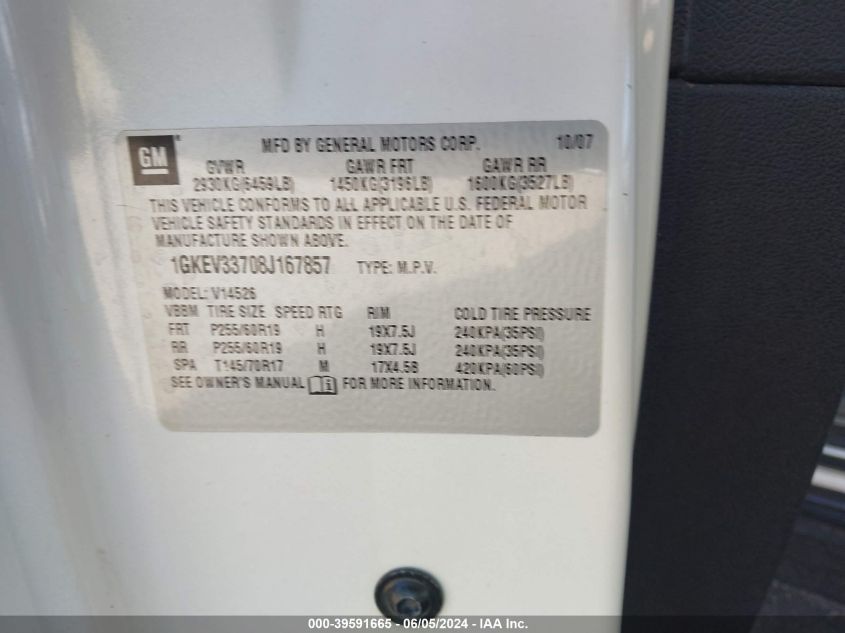 GM
MFD BY GENERAL MOTORS CORP. 10/07
GVWR GAWR FRT GAWR RR
2930KG(6459LB) 1450KG(3196LB) 1600KG(3527LB)
THIS VEHICLE CONFORMS TO ALL APPLICABLE U.S. FEDERAL MOTOR
VEHICLE SAFETY STANDARDS IN EFFECT ON THE DATE OF
MANUFACTURE SHOWN ABOVE.
1GKEV33708J167857 TYPE: M.P.V.
MODEL: V14526
VBBM TIRE SIZE SPEED RTG RIM COLD TIRE PRESSURE
FRT P255/60R19 H 19X7.5J 240KPA(35PSI)
RR P255/60R19 H 19X7.5J 240KPA(35PSI)
SPA T145/70R17 M 17X4.5B 420KPA(60PSI)
SEE OWNER'S MANUAL FOR MORE INFORMATION.
000-39591665 / 06/05/2024 - © IAA Inc.